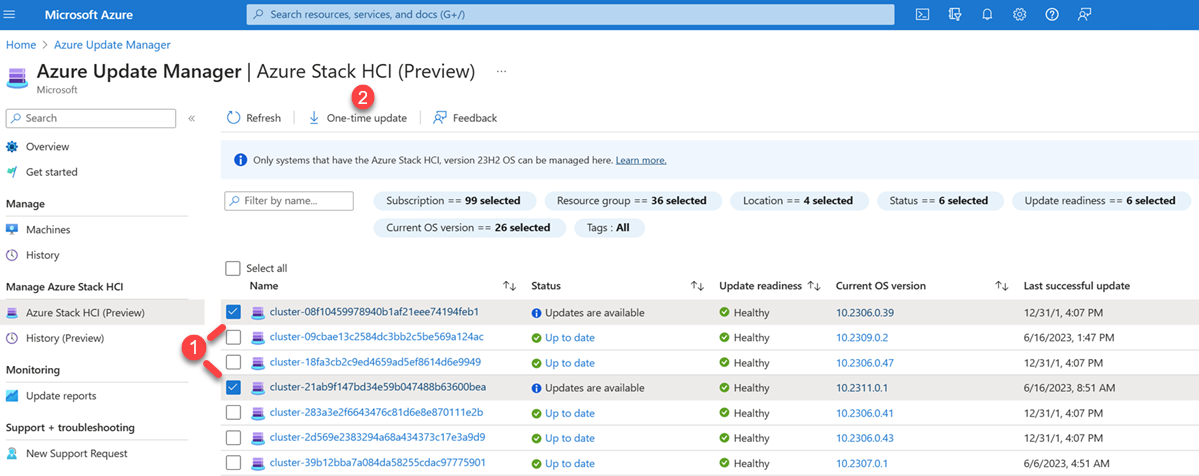 Microsoft Azure
Search resources, services, and docs (G+/)
Home > Azure Update Manager
Azure Update Manager | Azure Stack HCI (Preview) ...
Microsoft
2
Search
Refresh
One-time update
Feedback
Overview
Get started
Manage
Machines
History
Manage Azure Stack HCI
Azure Stack HCI (Preview)
History (Preview)
Monitoring
Update reports
Support + troubleshooting
New Support Request
Only systems that have the Azure Stack HCI, version 23H2 OS can be managed here. Learn more.
Filter by name...
Subscription == 99 selected
Resource group == 36 selected
Location == 4 selected
Status == 6 selected
Update readiness == 6 selected
Current OS version == 26 selected
Tags : All
Select all
Name Status Update readiness Current OS version Last successful update
1
cluster-08f10459978940b1af21eee74194feb1 Updates are available Healthy 10.2306.0.39 12/31/1, 4:07 PM
cluster-09cbae13c2584dc3bb2c5be569a124ac Up to date Healthy 10.2309.0.2 6/16/2023, 1:47 PM
cluster-18fa3cb2c9ed4659ad5ef8614d6e9949 Up to date Healthy 10.2306.0.47 12/31/1, 4:07 PM
cluster-21ab9f147bd34e59b047488b63600bea Updates are available Healthy 10.2311.0.1 6/16/2023, 8:51 AM
cluster-283a3e2f6643476c81d6e8e870111e2b Up to date Healthy 10.2306.0.41 12/31/1, 4:07 PM
cluster-2d569e2383294a68a434373c17e3a9d9 Up to date Healthy 10.2306.0.43 12/31/1, 4:07 PM
cluster-39b12bba7a084da58255cdac97775901 Up to date Healthy 10.2307.0.1 6/6/2023, 4:51 AM